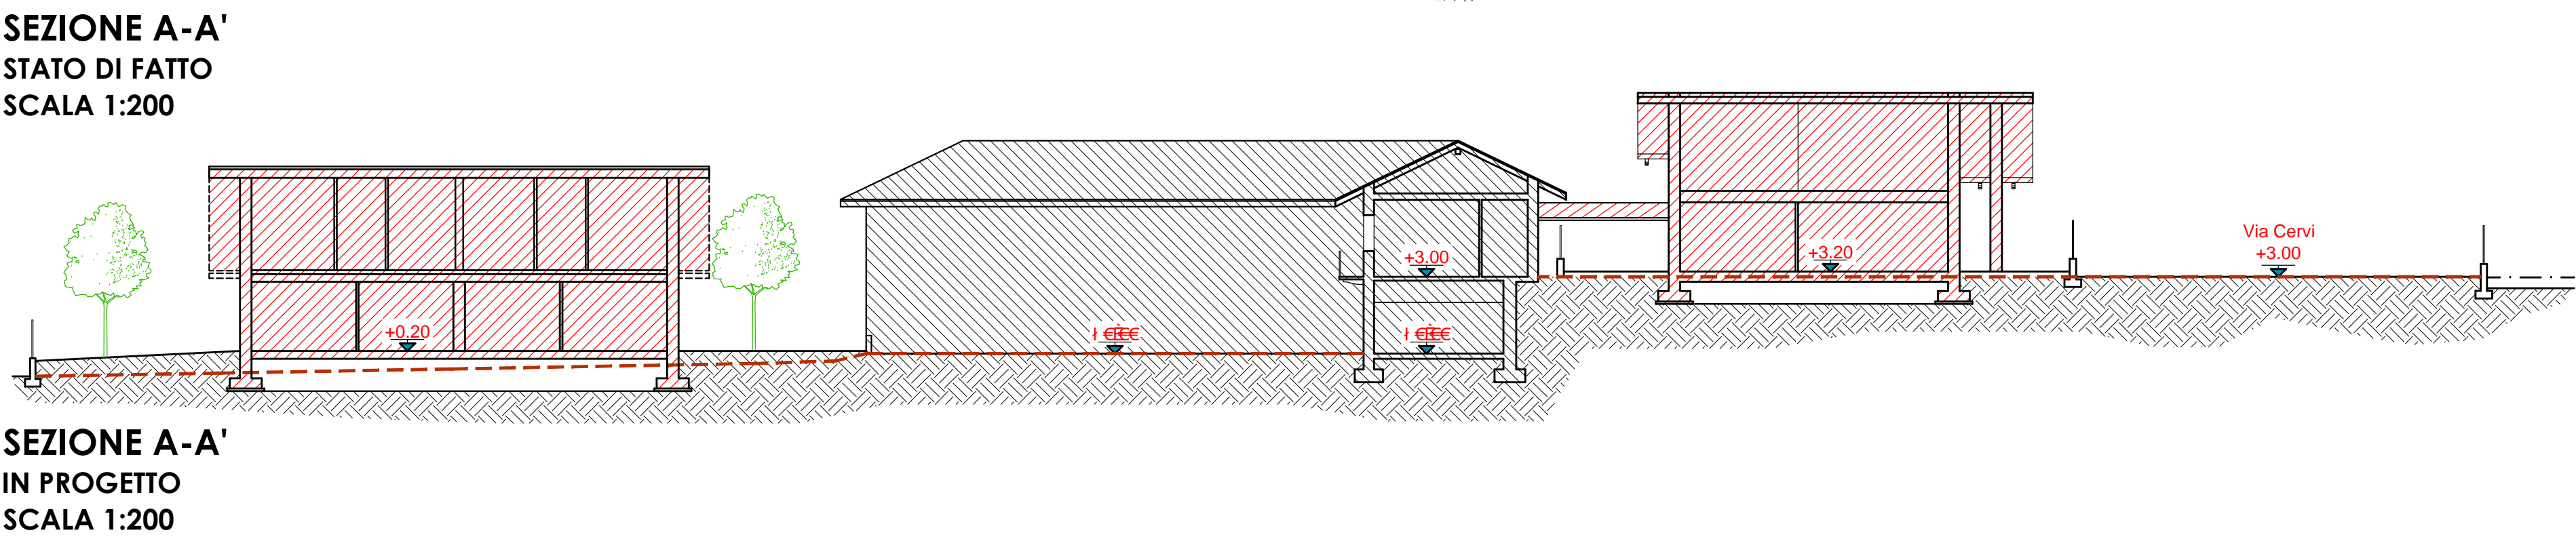 SEZIONE A-A'
STATO DI FATTO
SCALA 1:200
+0.20
+3.00
+3.20
Via Cervi
+3.00
SEZIONE A-A'
IN PROGETTO
SCALA 1:200